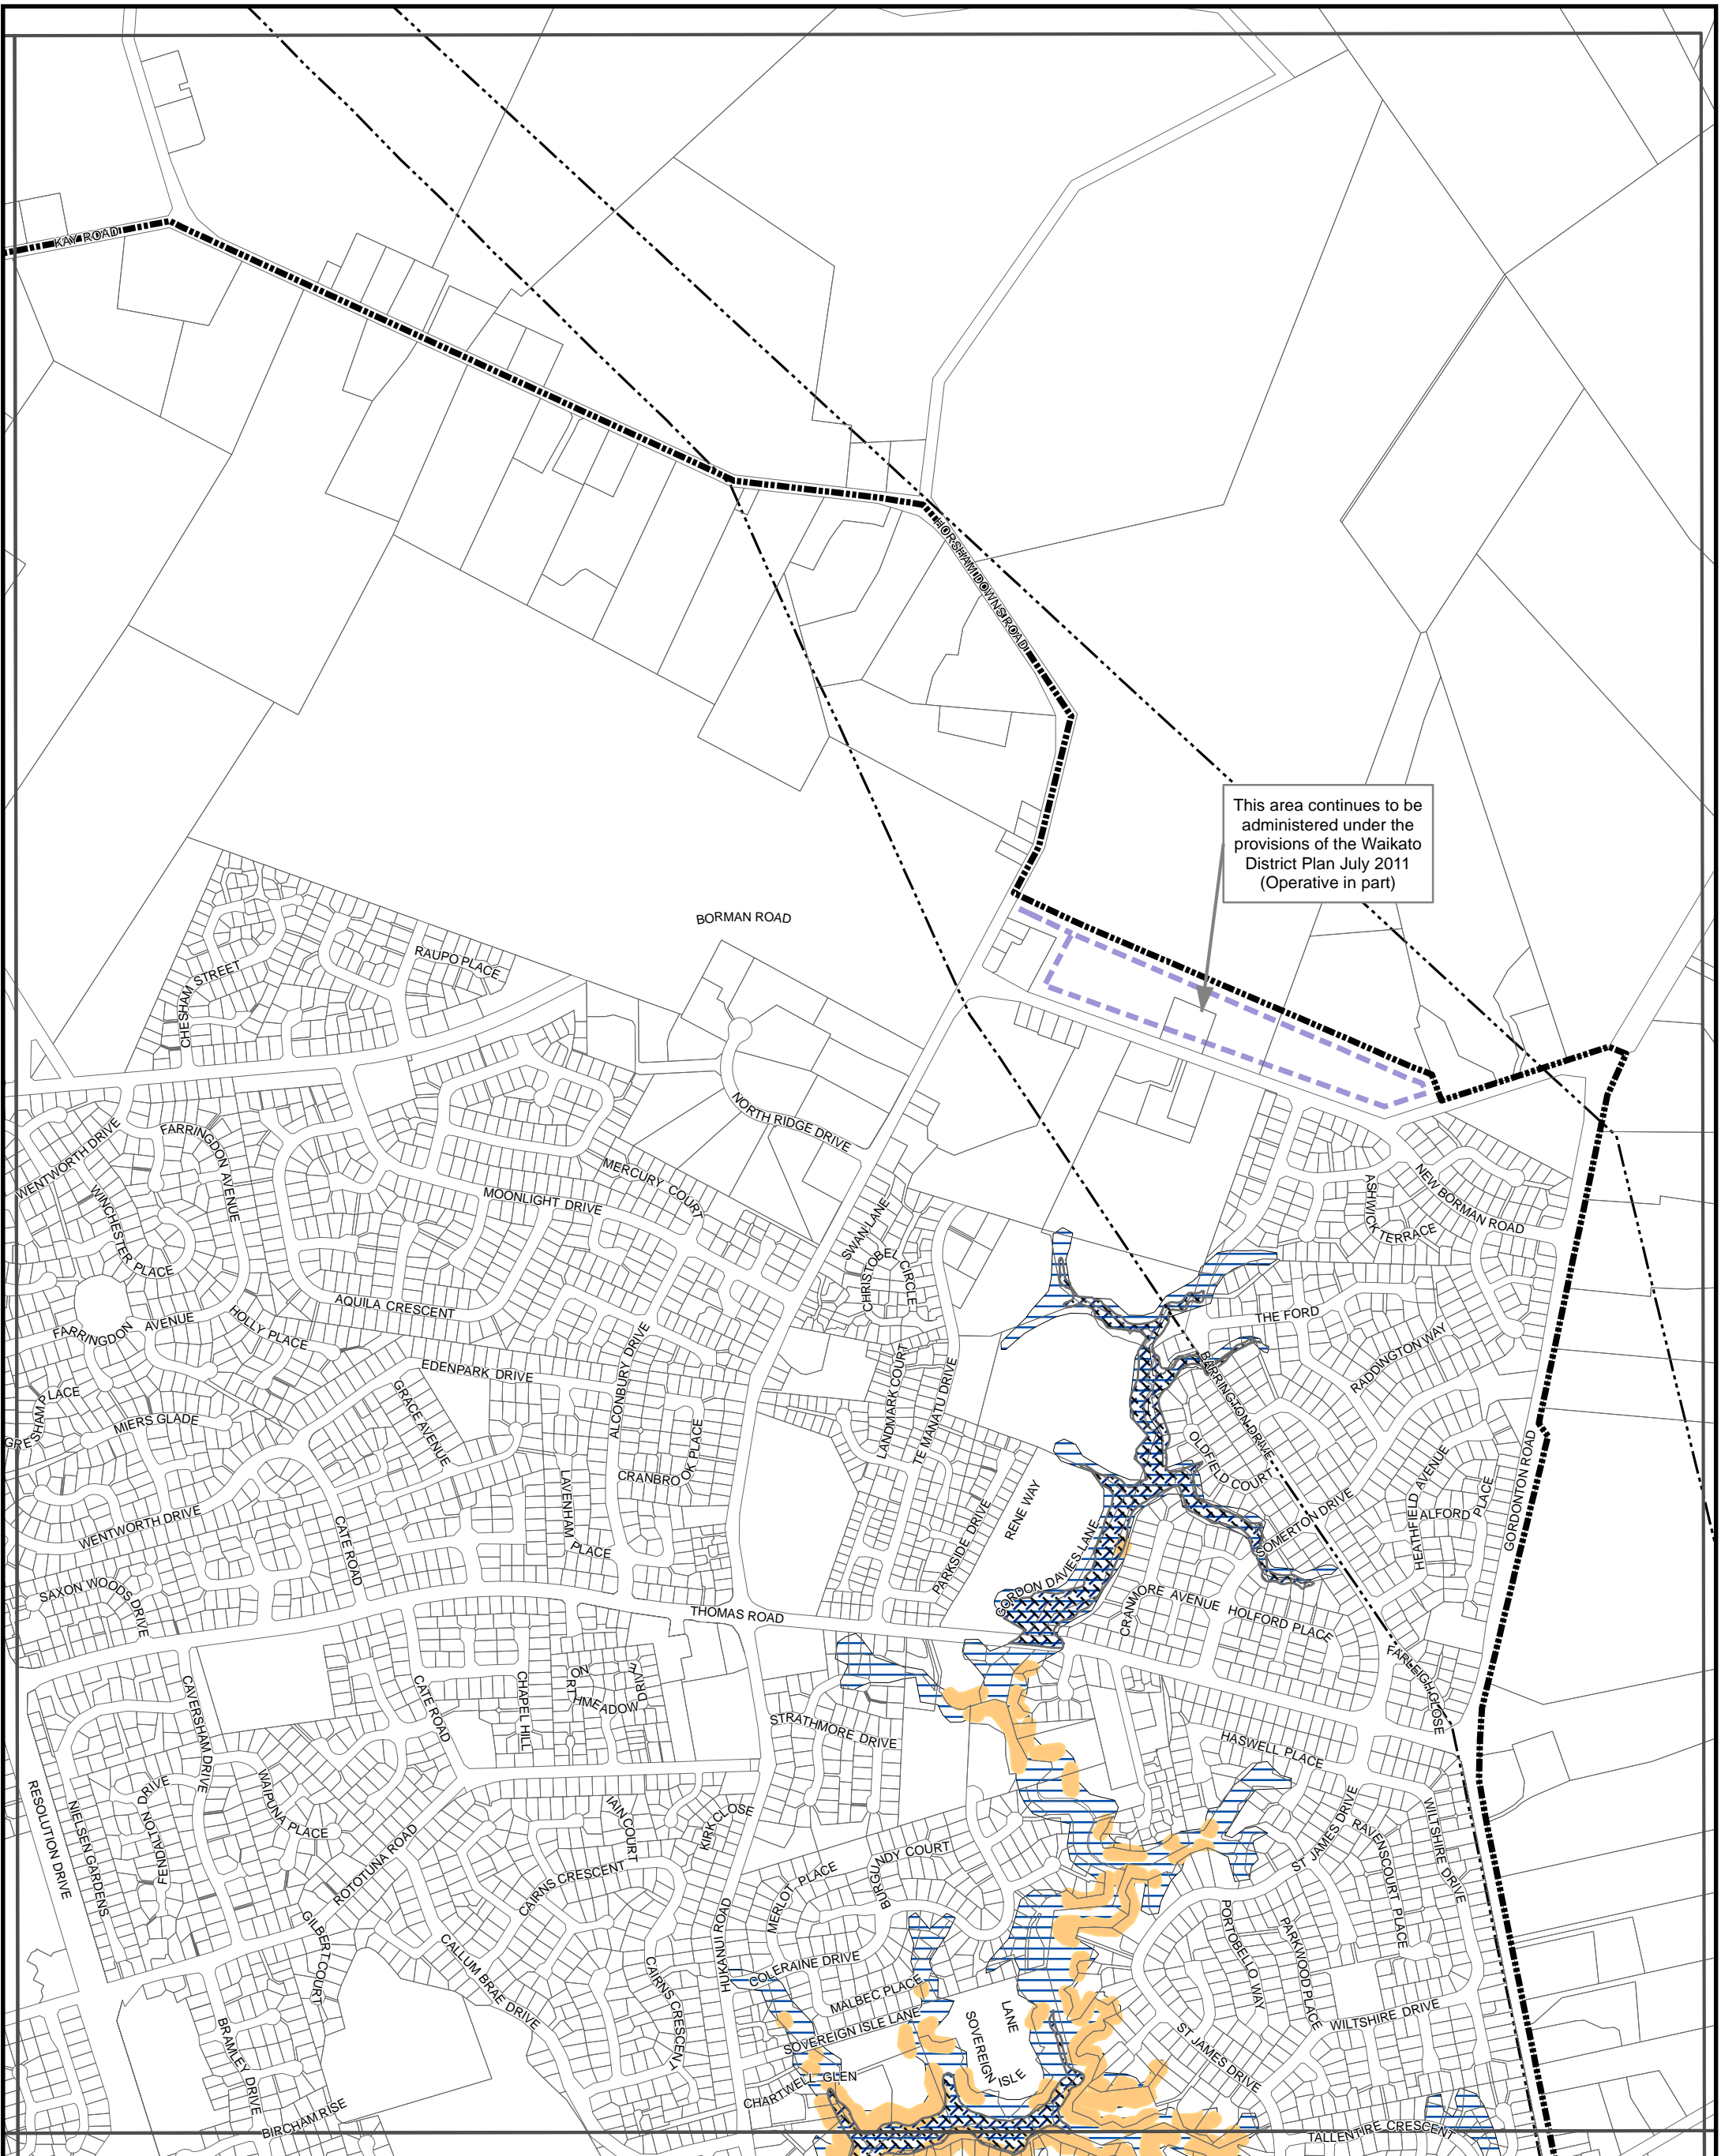 KAY ROAD
HORSHAM DOWNS ROAD
This area continues to be
administered under the
provisions of the Waikato
District Plan July 2011
(Operative in part)
BORMAN ROAD
RAUPO PLACE
CHESHAM STREET
NORTH RIDGE DRIVE
WENTWORTH DRIVE
FARRINGDON AVENUE
WINCHESTER PLACE
MERCURY COURT
MOONLIGHT DRIVE
SWAN LANE
CHRISTOBEL CIRCLE
ASHWICK TERRACE
NEW BORMAN ROAD
AQUILA CRESCENT
HOLLY PLACE
FARRINGDON AVENUE
THE FORD
EDENPARK DRIVE
ALCONBURY DRIVE
LANDMARK COURT
TE MANATU DRIVE
BARRINGTON DRIVE
RADDINGTON WAY
GRESHAM PLACE
MIERS GLADE
GRACE AVENUE
CRANBROOK PLACE
OLDFIELD COURT
HEATHFIELD AVENUE
ALFORD PLACE
GORDONTON ROAD
WENTWORTH DRIVE
CATE ROAD
LAVENHAM PLACE
PARKSIDE DRIVE
RENE WAY
GORDON DAVIES LANE
SOMERTON DRIVE
SAXON WOODS DRIVE
THOMAS ROAD
CRANMORE AVENUE
HOLFORD PLACE
FARLEIGH CLOSE
CAVERSHAM DRIVE
CATE ROAD
CHAPEL HILL
ON
RT
HMEADOW
DRIVE
STRATHMORE DRIVE
HASWELL PLACE
RESOLUTION DRIVE
NIELSEN GARDENS
FENDALTON DRIVE
WAIPUNA PLACE
ROTOTUNA ROAD
IAIN COURT
KIRK CLOSE
CAIRNS CRESCENT
MERLOT PLACE
BURGUNDY COURT
ST JAMES DRIVE
RAVENSCOURT PLACE
WILTSHIRE DRIVE
GILBERT COURT
CALLUM BRAE DRIVE
CAIRNS CRESCENT
HUKANUI ROAD
COLERAINE DRIVE
MALBEC PLACE
SOVEREIGN ISLE LANE
SOVEREIGN ISLE
LANE
PORTOBELLO WAY
PARKWOOD PLACE
WILTSHIRE DRIVE
ST JAMES DRIVE
BRAMLEY DRIVE
BIRCHAM RISE
CHARTWELL GLEN
TALLENTIRE CRESCENT